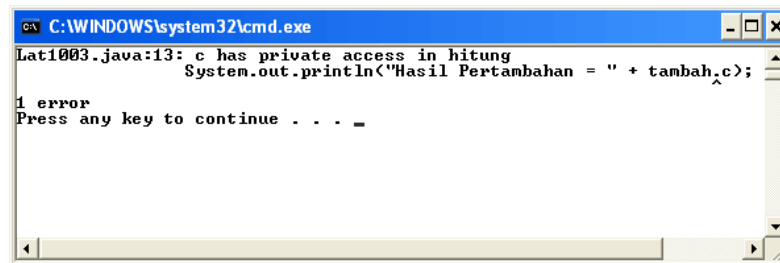 C:\WINDOWS\system32\cmd.exe
Lat1003.java:13: c has private access in hitung
System.out.println("Hasil Pertambahan = " + tambah.c);
^
1 error
Press any key to continue . . . _